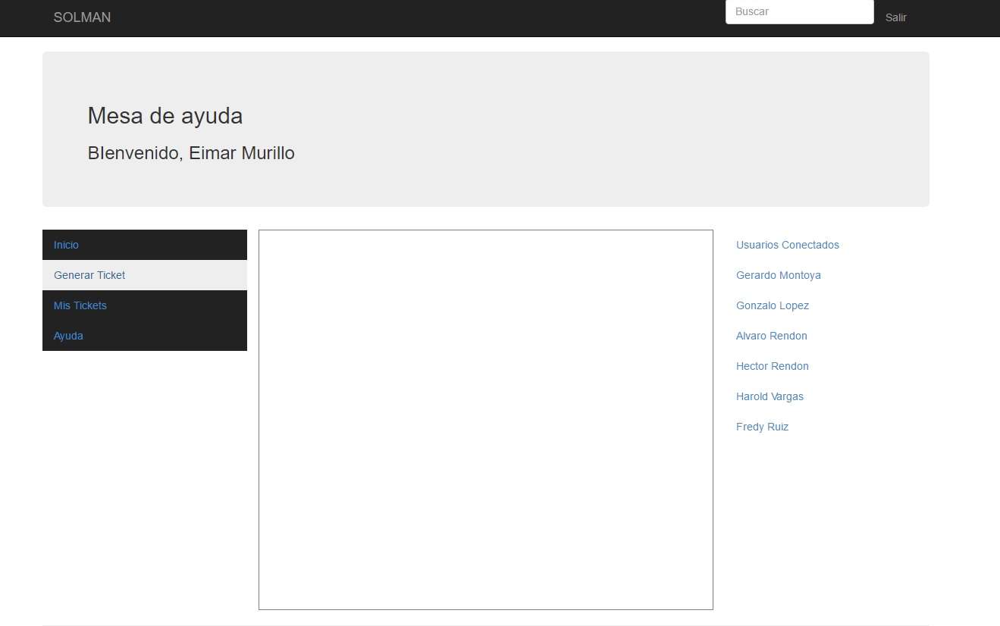 SOLMAN
Buscar
Salir
Mesa de ayuda
BIenvenido, Eimar Murillo
Inicio
Generar Ticket
Mis Tickets
Ayuda
Usuarios Conectados
Gerardo Montoya
Gonzalo Lopez
Alvaro Rendon
Hector Rendon
Harold Vargas
Fredy Ruiz